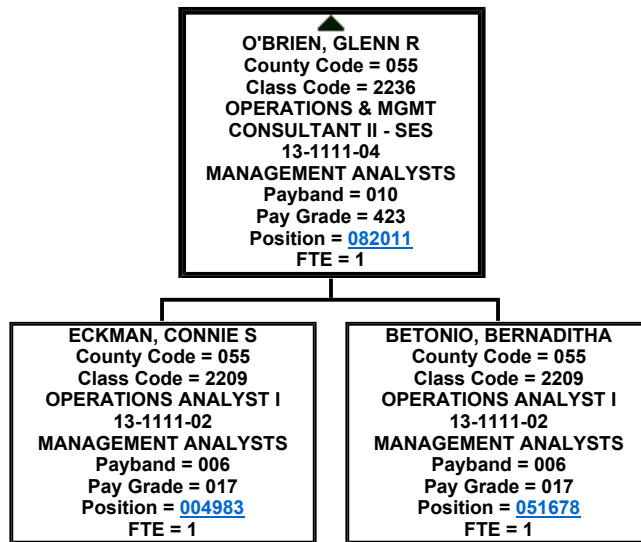 O'BRIEN, GLENN R
County Code = 055
Class Code = 2236
OPERATIONS & MGMT
CONSULTANT II - SES
13-1111-04
MANAGEMENT ANALYSTS
Payband = 010
Pay Grade = 423
Position = 082011
FTE = 1
ECKMAN, CONNIE S
County Code = 055
Class Code = 2209
OPERATIONS ANALYST I
13-1111-02
MANAGEMENT ANALYSTS
Payband = 006
Pay Grade = 017
Position = 004983
FTE = 1
BETONIO, BERNADITHA
County Code = 055
Class Code = 2209
OPERATIONS ANALYST I
13-1111-02
MANAGEMENT ANALYSTS
Payband = 006
Pay Grade = 017
Position = 051678
FTE = 1